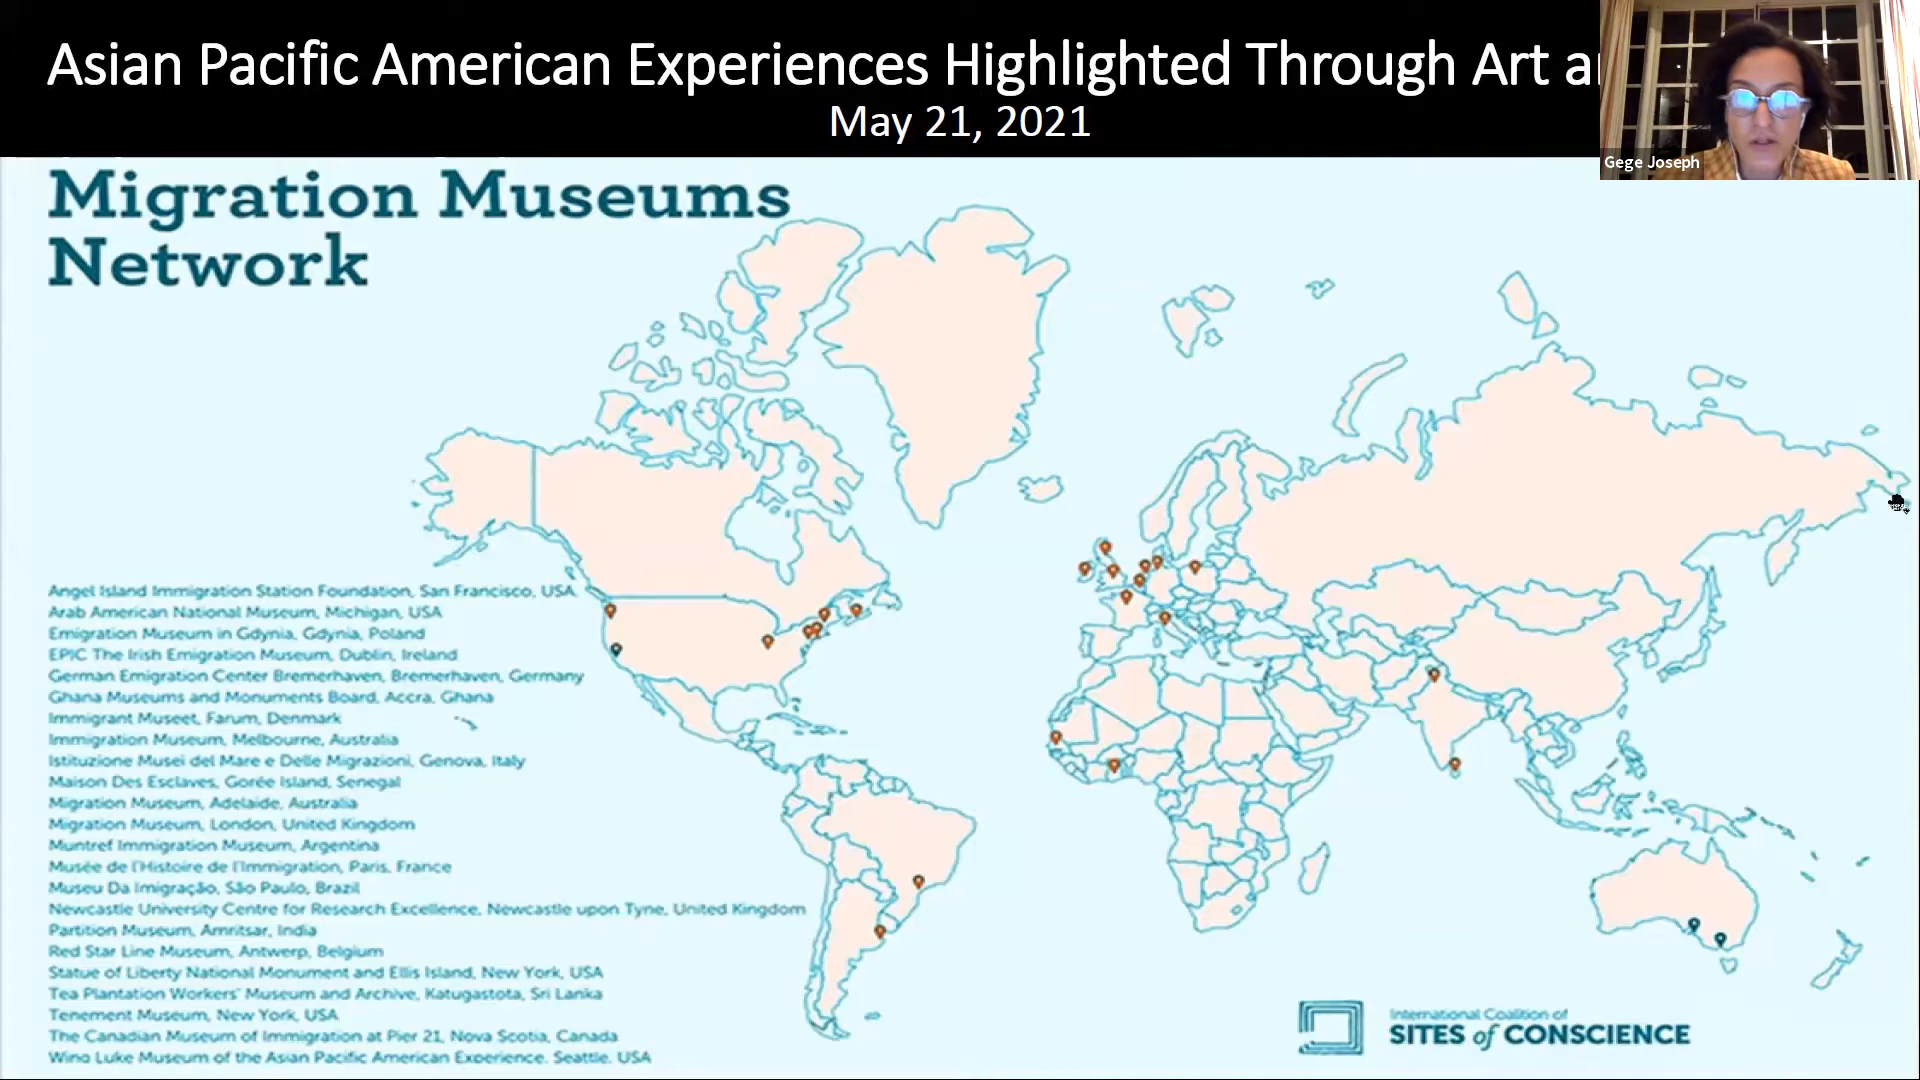 Asian Pacific American Experiences Highlighted Through Art
May 21, 2021
Gege Joseph
Migration Museums
Network
Angel Island Immigration Station Foundation, San Francisco, USA
Arab American National Museum, Michigan, USA
Emigration Museum in Gdynia, Gdynia, Poland
EPIC The Irish Emigration Museum, Dublin, Ireland
German Emigration Center Bremerhaven, Bremerhaven, Germany
Ghana Museums and Monuments Board, Accra, Ghana
Immigrant Museet, Farum, Denmark
Immigration Museum, Melbourne, Australia
Istituzione Musei del Mare e Delle Migrazioni, Genova, Italy
Maison Des Esclaves, Gorée Island, Senegal
Migration Museum, Adelaide, Australia
Migration Museum, London, United Kingdom
Muntref Immigration Museum, Argentina
Musée de l'Histoire de l'Immigration, Paris, France
Museu Da Imigração, São Paulo, Brazil
Newcastle University Centre for Research Excellence, Newcastle upon Tyne, United Kingdom
Partition Museum, Amritsar, India
Red Star Line Museum, Antwerp, Belgium
Statue of Liberty National Monument and Ellis Island, New York, USA
Tea Plantation Workers' Museum and Archive, Katugastota, Sri Lanka
Tenement Museum, New York, USA
The Canadian Museum of Immigration at Pier 21, Nova Scotia, Canada
Wing Luke Museum of the Asian Pacific American Experience, Seattle, USA
International Coalition of
SITES of CONSCIENCE